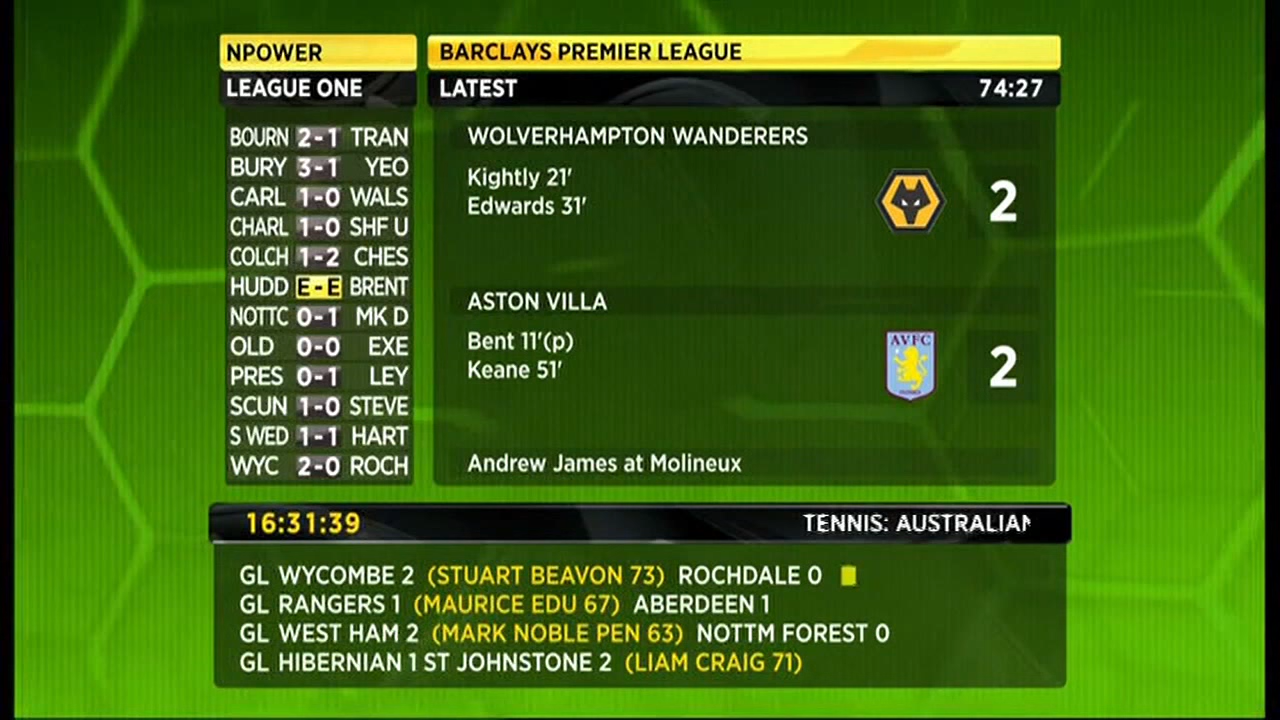 NPOWER
LEAGUE ONE
BOURN 2-1 TRAN
BURY 3-1 YEO
CARL 1-0 WALS
CHARL 1-0 SHF U
COLCH 1-2 CHES
HUDD E-E BRENT
NOTTC 0-1 MK D
OLD 0-0 EXE
PRES 0-1 LEY
SCUN 1-0 STEVE
S WED 1-1 HART
WYC 2-0 ROCH
BARCLAYS PREMIER LEAGUE
LATEST 74:27
WOLVERHAMPTON WANDERERS
Kightly 21'
Edwards 31'
2
ASTON VILLA
Bent 11'(p)
Keane 51'
AVFC
2
Andrew James at Molineux
16:31:39 TENNIS: AUSTRALIAN
GL WYCOMBE 2 (STUART BEAVON 73) ROCHDALE 0
GL RANGERS 1 (MAURICE EDU 67) ABERDEEN 1
GL WEST HAM 2 (MARK NOBLE PEN 63) NOTTM FOREST 0
GL HIBERNIAN 1 ST JOHNSTONE 2 (LIAM CRAIG 71)